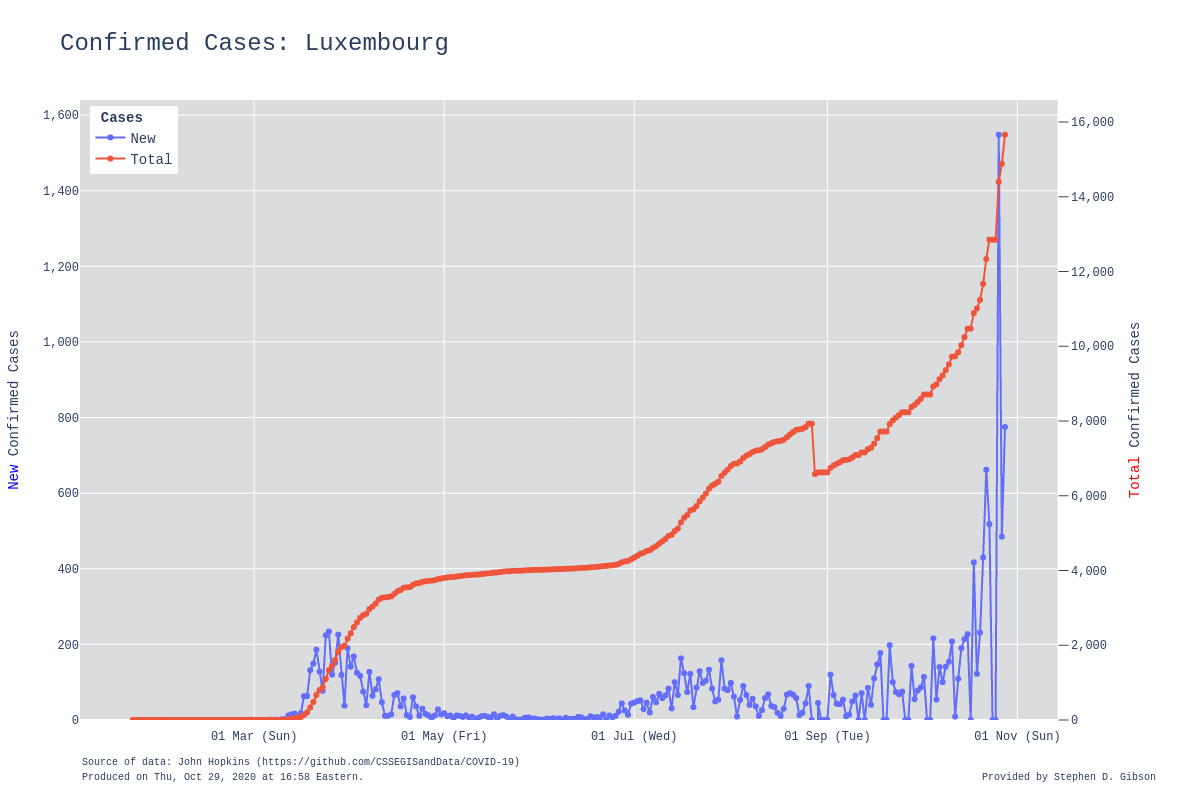 Confirmed Cases: Luxembourg
Cases
New
Total
1,600
1,400
1,200
1,000
800
600
400
200
0
New Confirmed Cases
16,000
14,000
12,000
10,000
8,000
6,000
4,000
2,000
0
Total Confirmed Cases
01 Mar (Sun) 01 May (Fri) 01 Jul (Wed) 01 Sep (Tue) 01 Nov (Sun)
Source of data: John Hopkins (https://github.com/CSSEGISandData/COVID-19)
Produced on Thu, Oct 29, 2020 at 16:58 Eastern.
Provided by Stephen D. Gibson